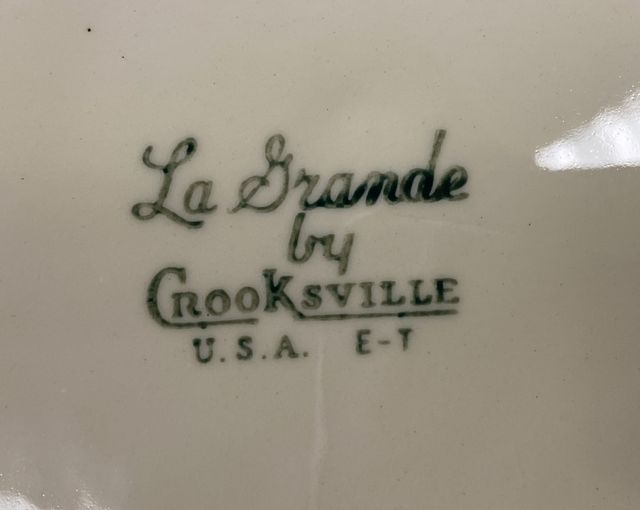 La Grande
by
CROOKSVILLE
U.S.A. E-T